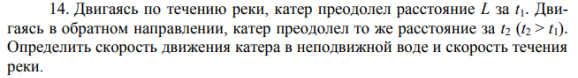 14. Двигаясь по течению реки, катер преодолел расстояние L за t₁. Дви-
гаясь в обратном направлении, катер преодолел то же расстояние за t₂ (t₂ > t₁).
Определить скорость движения катера в неподвижной воде и скорость течения
реки.